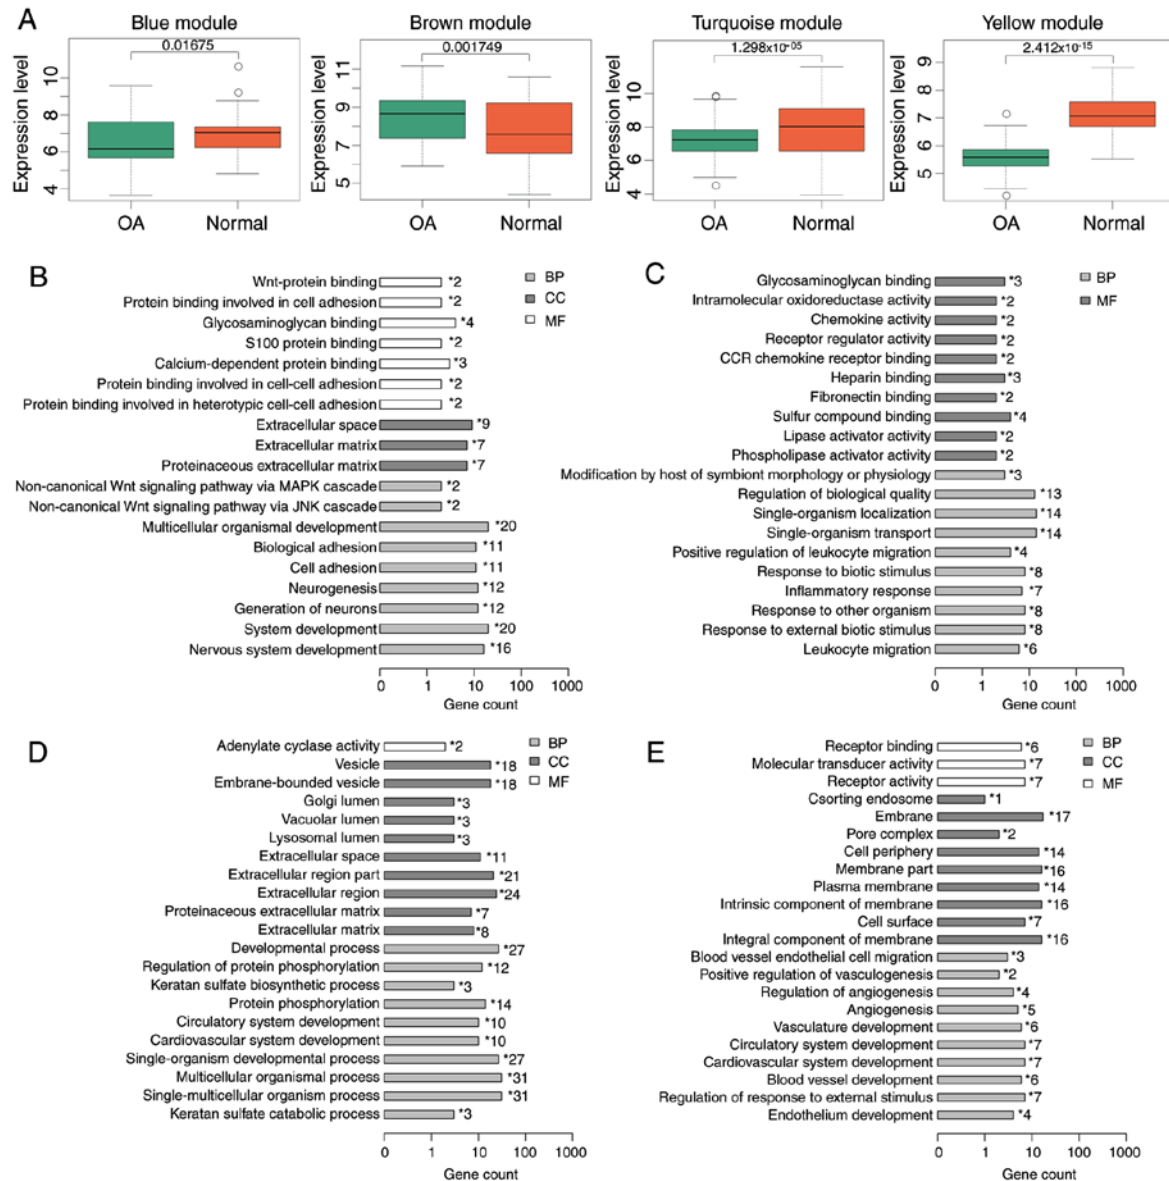 A
Blue module
Brown module
Turquoise module
Yellow module
Expression level
4 6 8 10
0.01675
OA Normal
Expression level
5 7 9 11
0.001749
OA Normal
Expression level
4 6 8 10
1.298x10-05
OA Normal
Expression level
5 6 7 8 9
2.412x10-15
OA Normal
B
BP
CC
MF
Wnt-protein binding *2
Protein binding involved in cell adhesion *2
Glycosaminoglycan binding *4
S100 protein binding *2
Calcium-dependent protein binding *3
Protein binding involved in cell-cell adhesion *2
Protein binding involved in heterotypic cell-cell adhesion *2
Extracellular space *9
Extracellular matrix *7
Proteinaceous extracellular matrix *7
Non-canonical Wnt signaling pathway via MAPK cascade *2
Non-canonical Wnt signaling pathway via JNK cascade *2
Multicellular organismal development *20
Biological adhesion *11
Cell adhesion *11
Neurogenesis *12
Generation of neurons *12
System development *20
Nervous system development *16
0 1 10 100 1000
Gene count
C
BP
MF
Glycosaminoglycan binding *3
Intramolecular oxidoreductase activity *2
Chemokine activity *2
Receptor regulator activity *2
CCR chemokine receptor binding *2
Heparin binding *3
Fibronectin binding *2
Sulfur compound binding *4
Lipase activator activity *2
Phospholipase activator activity *2
Modification by host of symbiont morphology or physiology *3
Regulation of biological quality *13
Single-organism localization *14
Single-organism transport *14
Positive regulation of leukocyte migration *4
Response to biotic stimulus *8
Inflammatory response *7
Response to other organism *8
Response to external biotic stimulus *8
Leukocyte migration *6
0 1 10 100 1000
Gene count
D
BP
CC
MF
Adenylate cyclase activity *2
Vesicle *18
Embrane-bounded vesicle *18
Golgi lumen *3
Vacuolar lumen *3
Lysosomal lumen *3
Extracellular space *11
Extracellular region part *21
Extracellular region *24
Proteinaceous extracellular matrix *7
Extracellular matrix *8
Developmental process *27
Regulation of protein phosphorylation *12
Keratan sulfate biosynthetic process *3
Protein phosphorylation *14
Circulatory system development *10
Cardiovascular system development *10
Single-organism developmental process *27
Multicellular organismal process *31
Single-multicellular organism process *31
Keratan sulfate catabolic process *3
0 1 10 100 1000
Gene count
E
BP
CC
MF
Receptor binding *6
Molecular transducer activity *7
Receptor activity *7
Csorting endosome *1
Embrane *17
Pore complex *2
Cell periphery *14
Membrane part *16
Plasma membrane *14
Intrinsic component of membrane *16
Cell surface *7
Integral component of membrane *16
Blood vessel endothelial cell migration *3
Positive regulation of vasculogenesis *2
Regulation of angiogenesis *4
Angiogenesis *5
Vasculature development *6
Circulatory system development *7
Cardiovascular system development *7
Blood vessel development *6
Regulation of response to external stimulus *7
Endothelium development *4
0 1 10 100 1000
Gene count